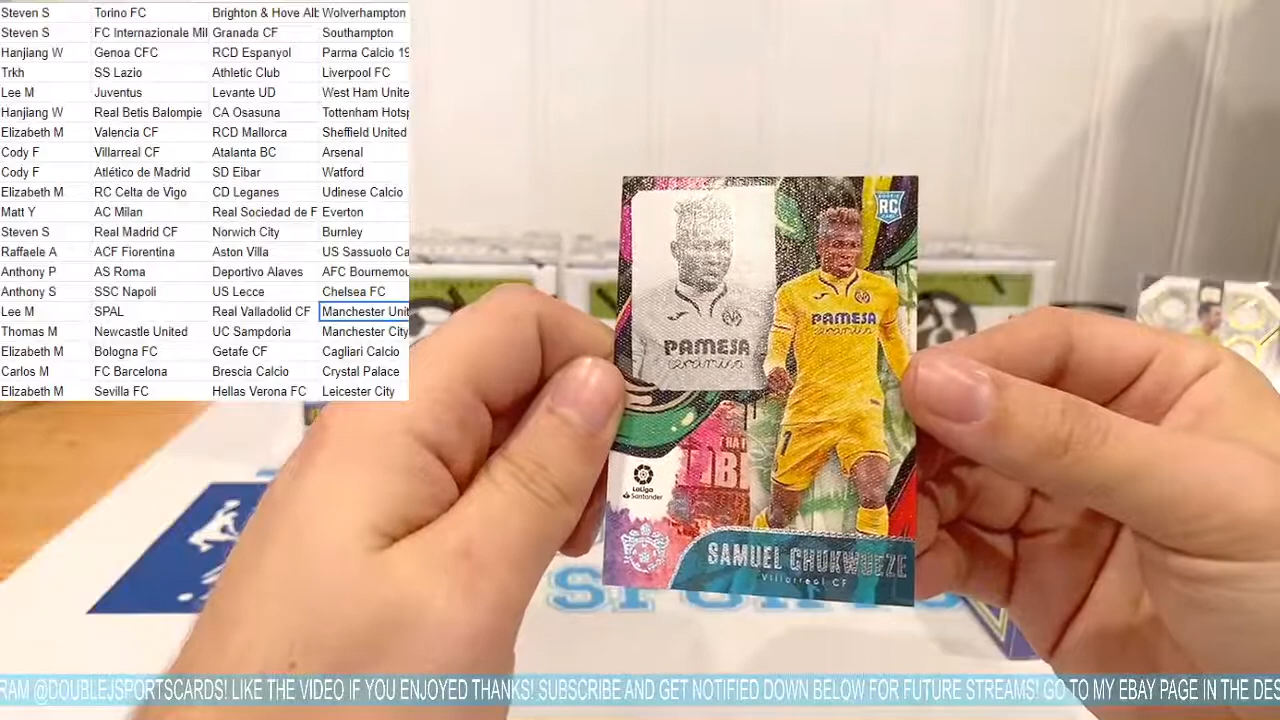 Steven S Torino FC Brighton & Hove Alb Wolverhampton
Steven S FC Internazionale Mil Granada CF Southampton
Hanjiang W Genoa CFC RCD Espanyol Parma Calcio 19
Trkh SS Lazio Athletic Club Liverpool FC
Lee M Juventus Levante UD West Ham Unite
Hanjiang W Real Betis Balompie CA Osasuna Tottenham Hotsp
Elizabeth M Valencia CF RCD Mallorca Sheffield United
Cody F Villarreal CF Atalanta BC Arsenal
Cody F Atlético de Madrid SD Eibar Watford
Elizabeth M RC Celta de Vigo CD Leganes Udinese Calcio
Matt Y AC Milan Real Sociedad de F Everton
Steven S Real Madrid CF Norwich City Burnley
Raffaele A ACF Fiorentina Aston Villa US Sassuolo Ca
Anthony P AS Roma Deportivo Alaves AFC Bournemou
Anthony S SSC Napoli US Lecce Chelsea FC
Lee M SPAL Real Valladolid CF Manchester Unit
Thomas M Newcastle United UC Sampdoria Manchester City
Elizabeth M Bologna FC Getafe CF Cagliari Calcio
Carlos M FC Barcelona Brescia Calcio Crystal Palace
Elizabeth M Sevilla FC Hellas Verona FC Leicester City
RC
PAMESA
ceramica
PAMESA
ceramica
LaLiga
Santander
SAMUEL CHUKWUEZE
Villarreal CF
SPORTS
RAM @DOUBLEJSPORTSCARDS! LIKE THE VIDEO IF YOU ENJOYED THANKS! SUBSCRIBE AND GET NOTIFIED DOWN BELOW FOR FUTURE STREAMS! GO TO MY EBAY PAGE IN THE DES